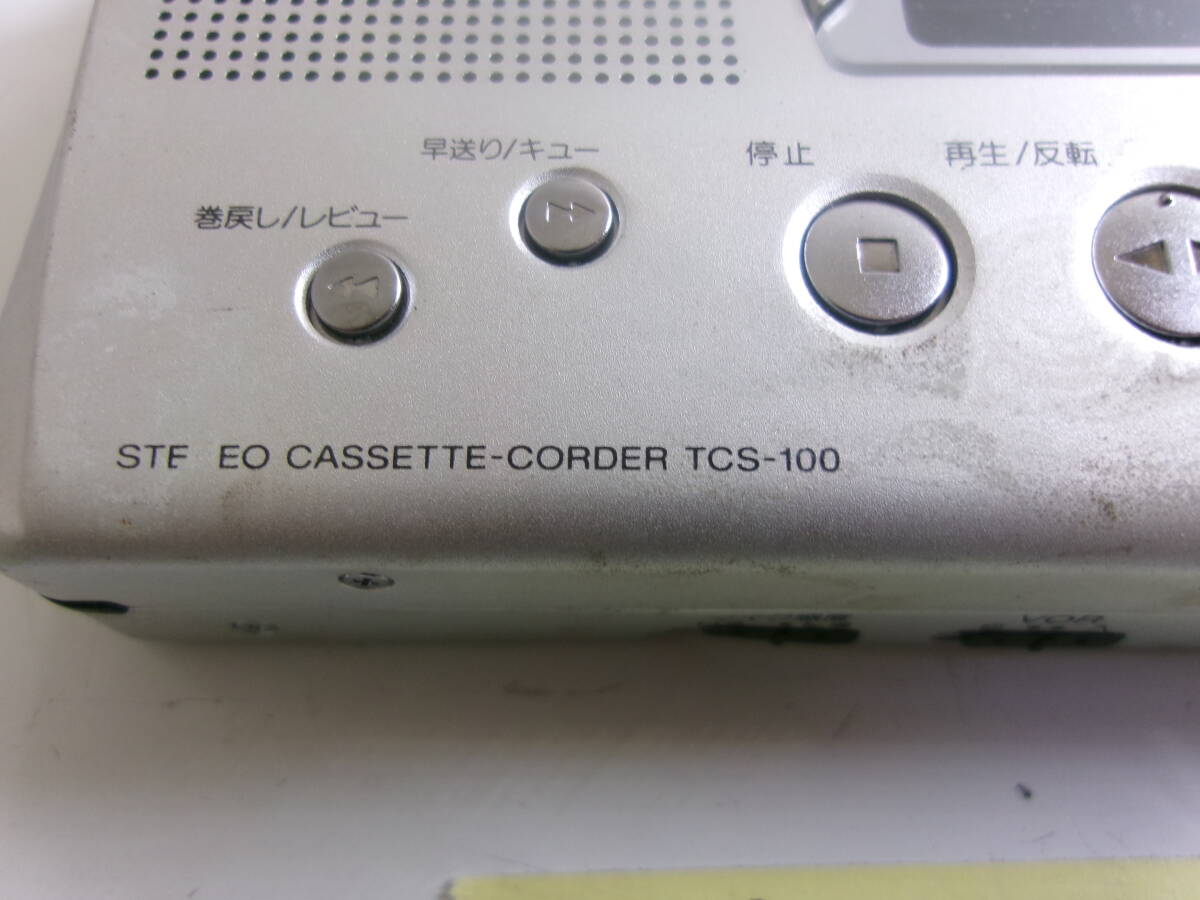 早送り/キュー
停止
再生/反転
巻戻し/レビュー
STE EO CASSETTE-CORDER TCS-100
VOR